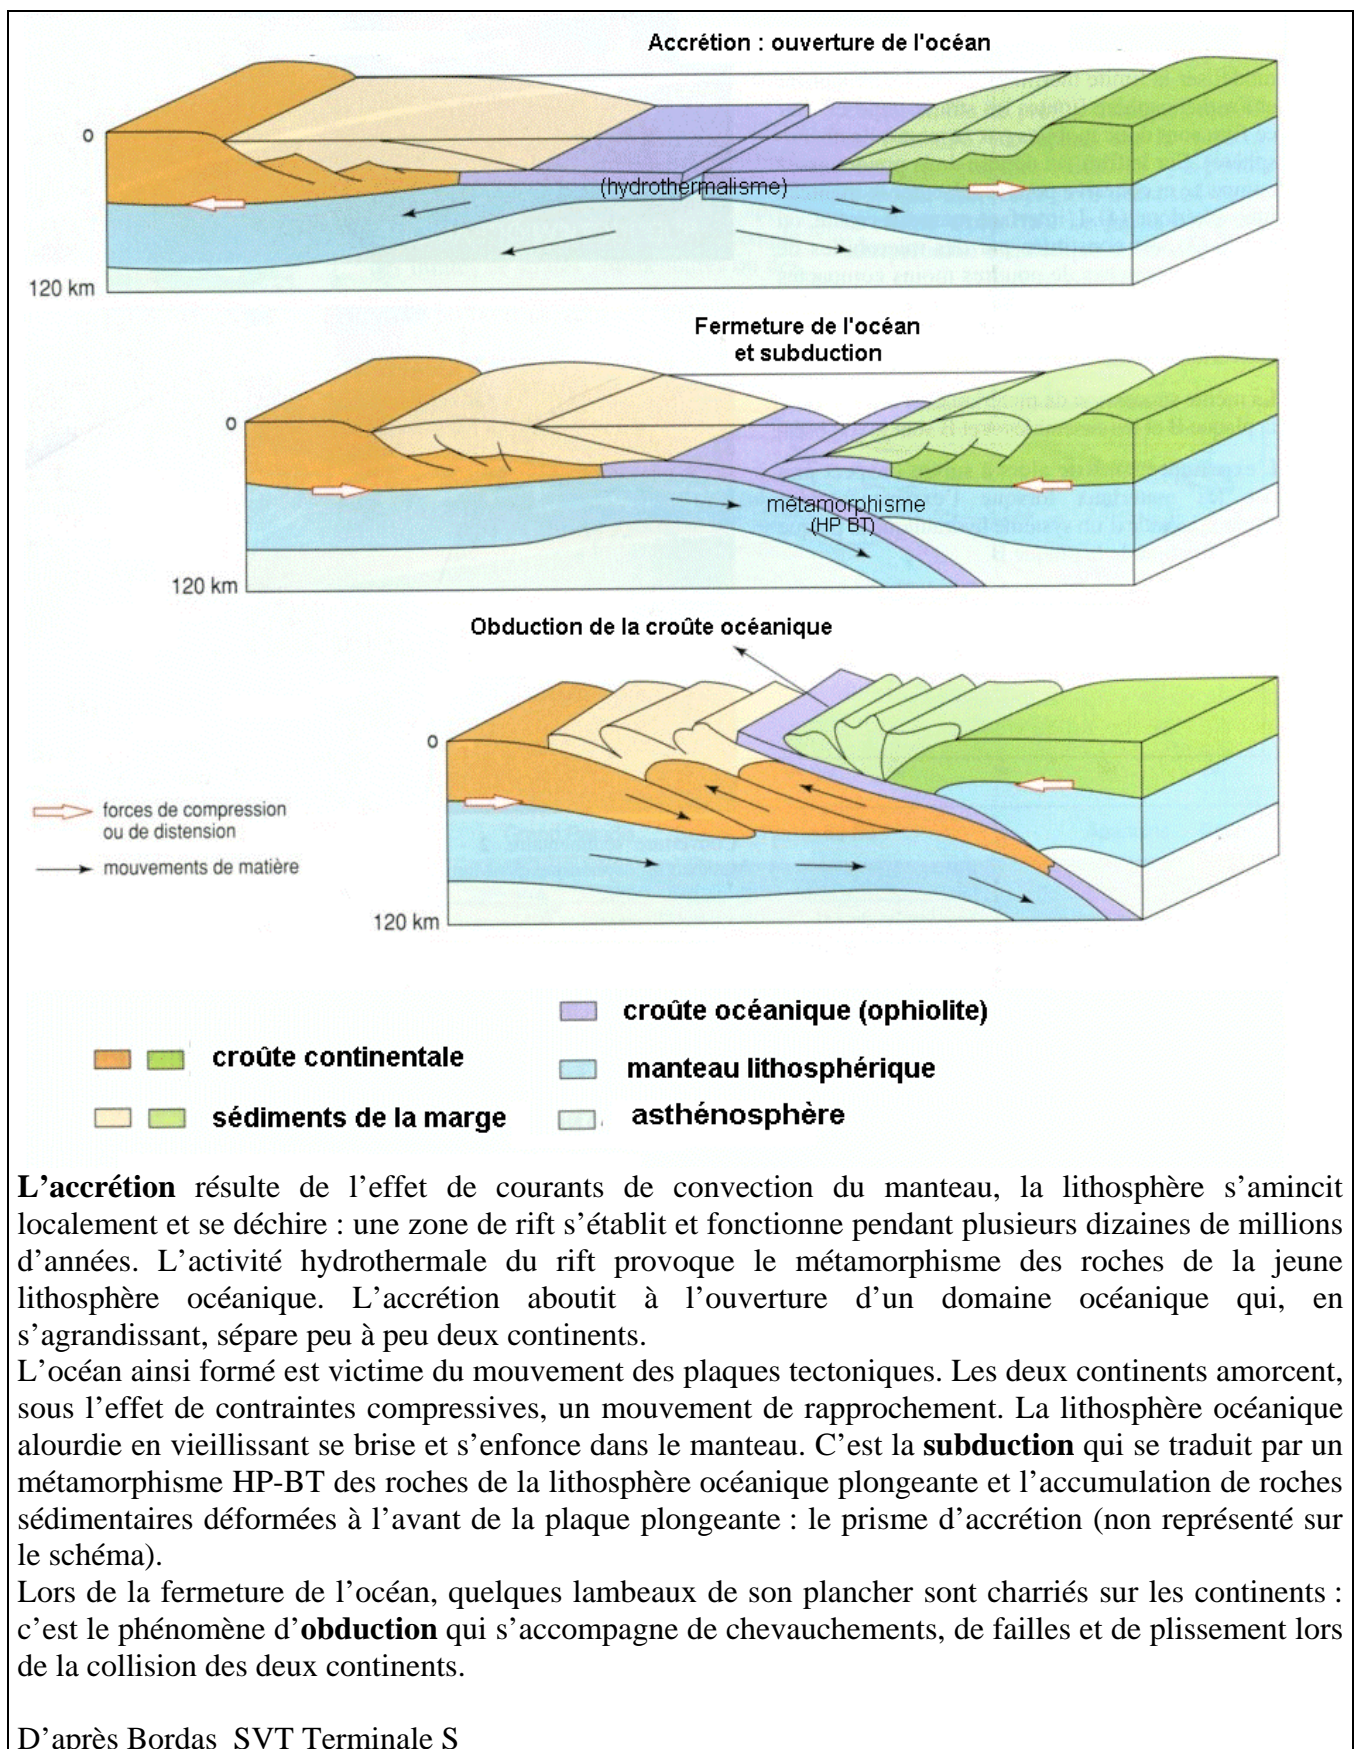 Accrétion : ouverture de l'océan
0
(hydrothermalisme)
120 km
Fermeture de l'océan
et subduction
0
métamorphisme
(HP BT)
120 km
Obduction de la croûte océanique
0
forces de compression
ou de distension
mouvements de matière
120 km
croûte océanique (ophiolite)
croûte continentale
manteau lithosphérique
sédiments de la marge
asthénosphère
L’accrétion résulte de l’effet de courants de convection du manteau, la lithosphère s’amincit
localement et se déchire : une zone de rift s’établit et fonctionne pendant plusieurs dizaines de millions
d’années. L’activité hydrothermale du rift provoque le métamorphisme des roches de la jeune
lithosphère océanique. L’accrétion aboutit à l’ouverture d’un domaine océanique qui, en
s’agrandissant, sépare peu à peu deux continents.
L’océan ainsi formé est victime du mouvement des plaques tectoniques. Les deux continents amorcent,
sous l’effet de contraintes compressives, un mouvement de rapprochement. La lithosphère océanique
alourdie en vieillissant se brise et s’enfonce dans le manteau. C’est la subduction qui se traduit par un
métamorphisme HP-BT des roches de la lithosphère océanique plongeante et l’accumulation de roches
sédimentaires déformées à l’avant de la plaque plongeante : le prisme d’accrétion (non représenté sur
le schéma).
Lors de la fermeture de l’océan, quelques lambeaux de son plancher sont charriés sur les continents :
c’est le phénomène d’obduction qui s’accompagne de chevauchements, de failles et de plissement lors
de la collision des deux continents.
D’après Bordas SVT Terminale S